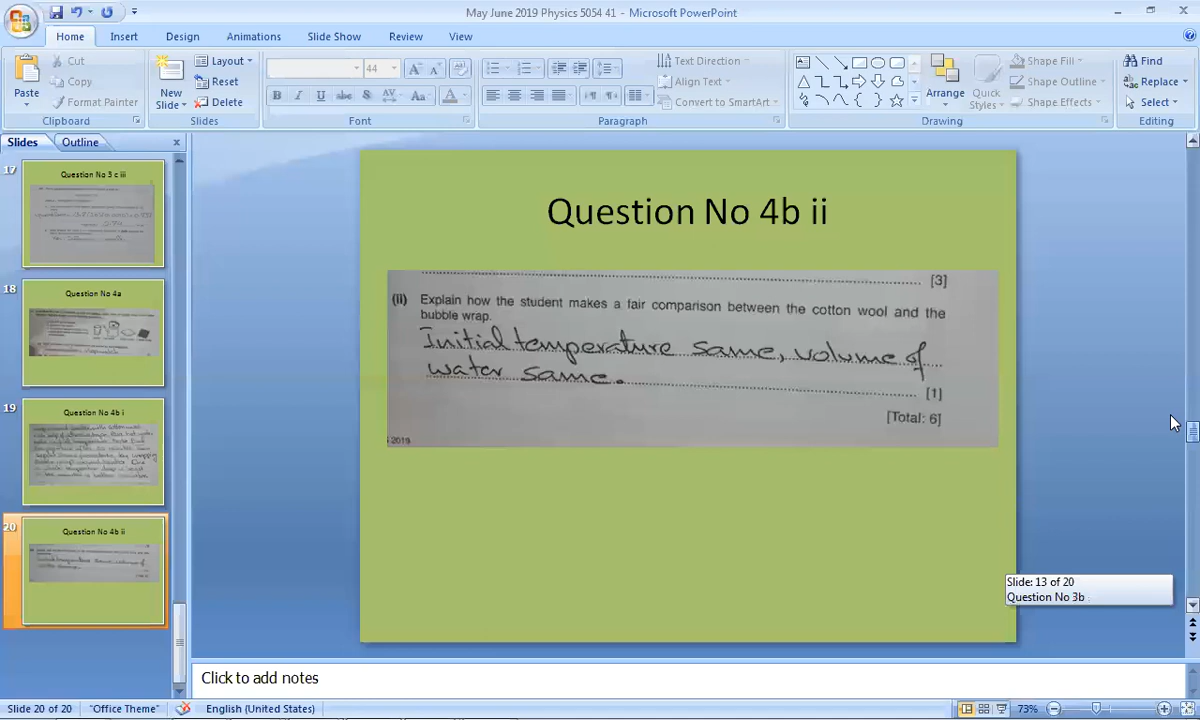 May June 2019 Physics 5054 41 - Microsoft PowerPoint
Home Insert Design Animations Slide Show Review View
Paste
Cut
Copy
Format Painter
Clipboard
New Slide
Layout
Reset
Delete
Slides
44
B I U abc S AV Aa A
Font
Paragraph
Text Direction
Align Text
Convert to SmartArt
Arrange
Quick Styles
Shape Fill
Shape Outline
Shape Effects
Drawing
Find
Replace
Select
Editing
Slides Outline
17
Question No 3 c iii
18
Question No 4a
19
Question No 4b i
20
Question No 4b ii
Question No 4b ii
[3]
(ii) Explain how the student makes a fair comparison between the cotton wool and the
bubble wrap.
Initial temperature same, volume of
water same.
[1]
[Total: 6]
2019
Slide: 13 of 20
Question No 3b
Click to add notes
Slide 20 of 20 "Office Theme" English (United States) 73%